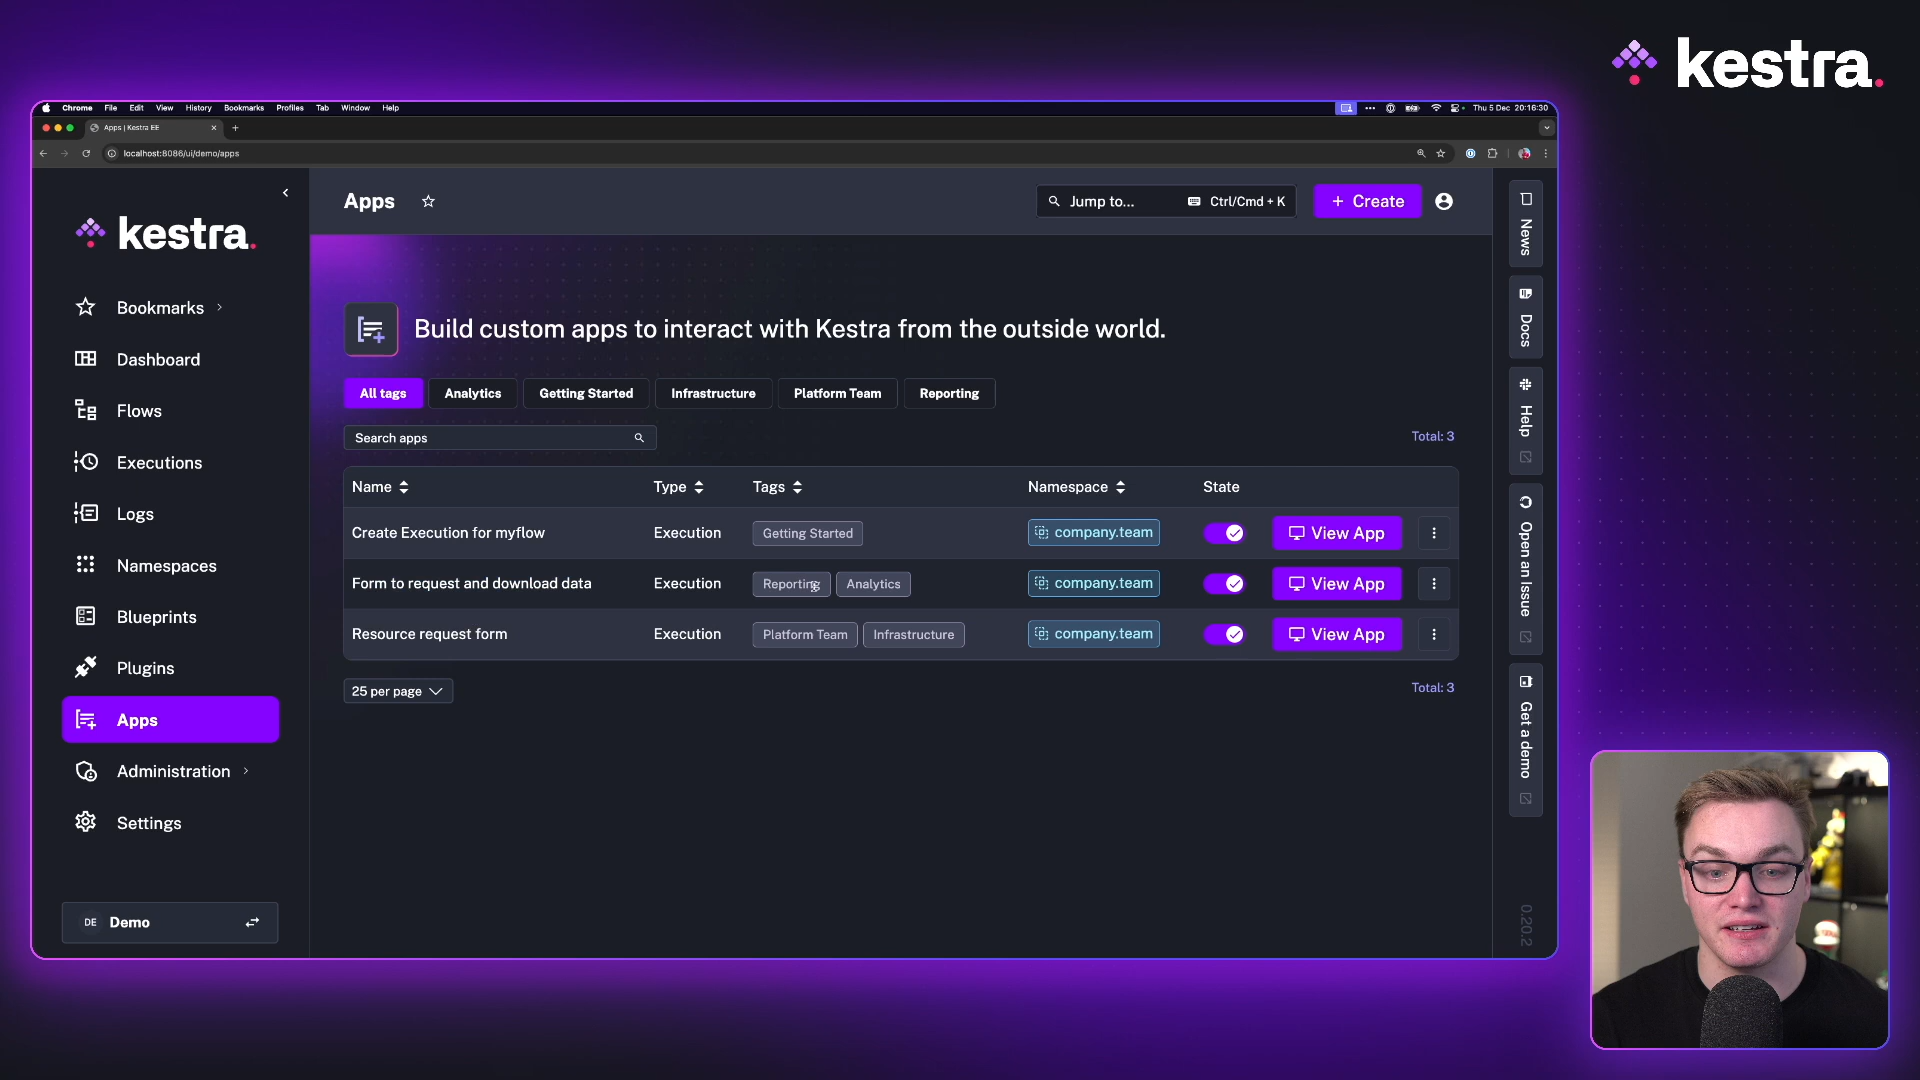 kestra.
Chrome File Edit View History Bookmarks Profiles Tab Window Help
Thu 5 Dec 20:16:30
Apps | Kestra EE
localhost:8086/ui/demo/apps
kestra.
Bookmarks
Dashboard
Flows
Executions
Logs
Namespaces
Blueprints
Plugins
Apps
Administration
Settings
DE Demo
Apps
Jump to... Ctrl/Cmd + K
+ Create
Build custom apps to interact with Kestra from the outside world.
All tags Analytics Getting Started Infrastructure Platform Team Reporting
Search apps
Total: 3
Name Type Tags Namespace State
Create Execution for myflow Execution Getting Started company.team View App
Form to request and download data Execution Reporting Analytics company.team View App
Resource request form Execution Platform Team Infrastructure company.team View App
25 per page
Total: 3
News
Docs
Help
Open an Issue
Get a demo
0.20.2